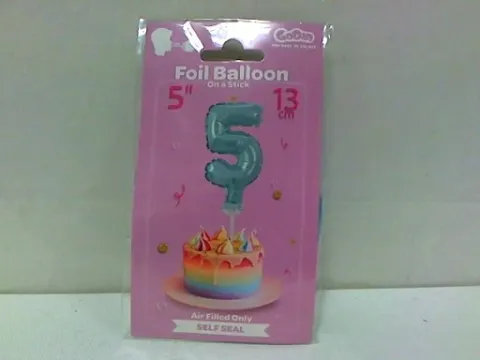 GoDan
Foil Balloon
On a Stick
5"
13
cm
5
Air Filled Only
SELF SEAL